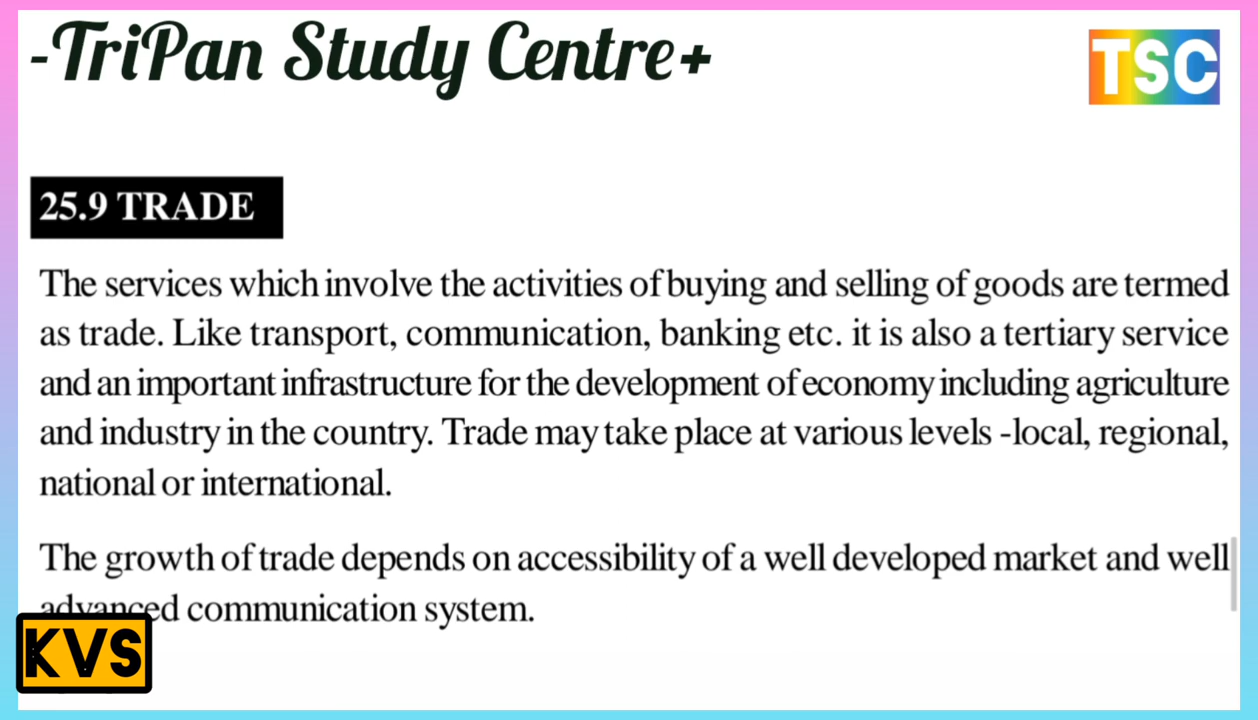 -TriPan Study Centre+
TSC
25.9 TRADE
The services which involve the activities of buying and selling of goods are termed
as trade. Like transport, communication, banking etc. it is also a tertiary service
and an important infrastructure for the development of economy including agriculture
and industry in the country. Trade may take place at various levels -local, regional,
national or international.
The growth of trade depends on accessibility of a well developed market and well
advanced communication system.
KVS